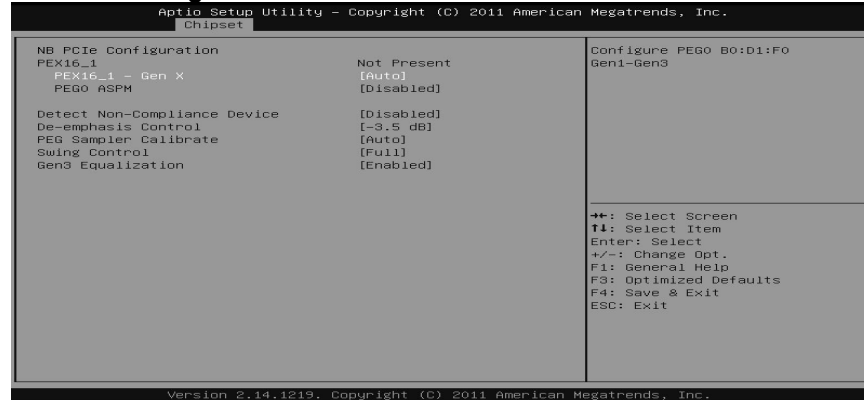 Aptio Setup Utility – Copyright (C) 2011 American Megatrends, Inc.
Chipset
NB PCIe Configuration
PEX16_1 Not Present
PEX16_1 – Gen X [Auto]
PEG0 ASPM [Disabled]
Detect Non-Compliance Device [Disabled]
De-emphasis Control [-3.5 dB]
PEG Sampler Calibrate [Auto]
Swing Control [Full]
Gen3 Equalization [Enabled]
Configure PEG0 B0:D1:F0
Gen1-Gen3
→←: Select Screen
↑↓: Select Item
Enter: Select
+/-: Change Opt.
F1: General Help
F3: Optimized Defaults
F4: Save & Exit
ESC: Exit
Version 2.14.1219. Copyright (C) 2011 American Megatrends, Inc.